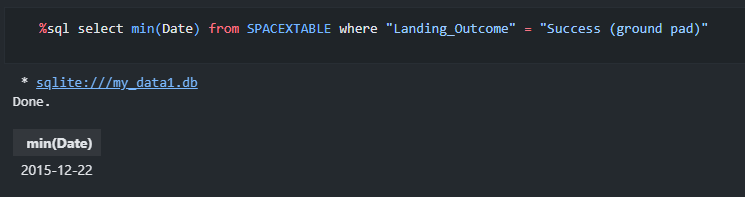 %sql select min(Date) from SPACEXTABLE where "Landing_Outcome" = "Success (ground pad)"
* sqlite:///my_data1.db
Done.
min(Date)
2015-12-22